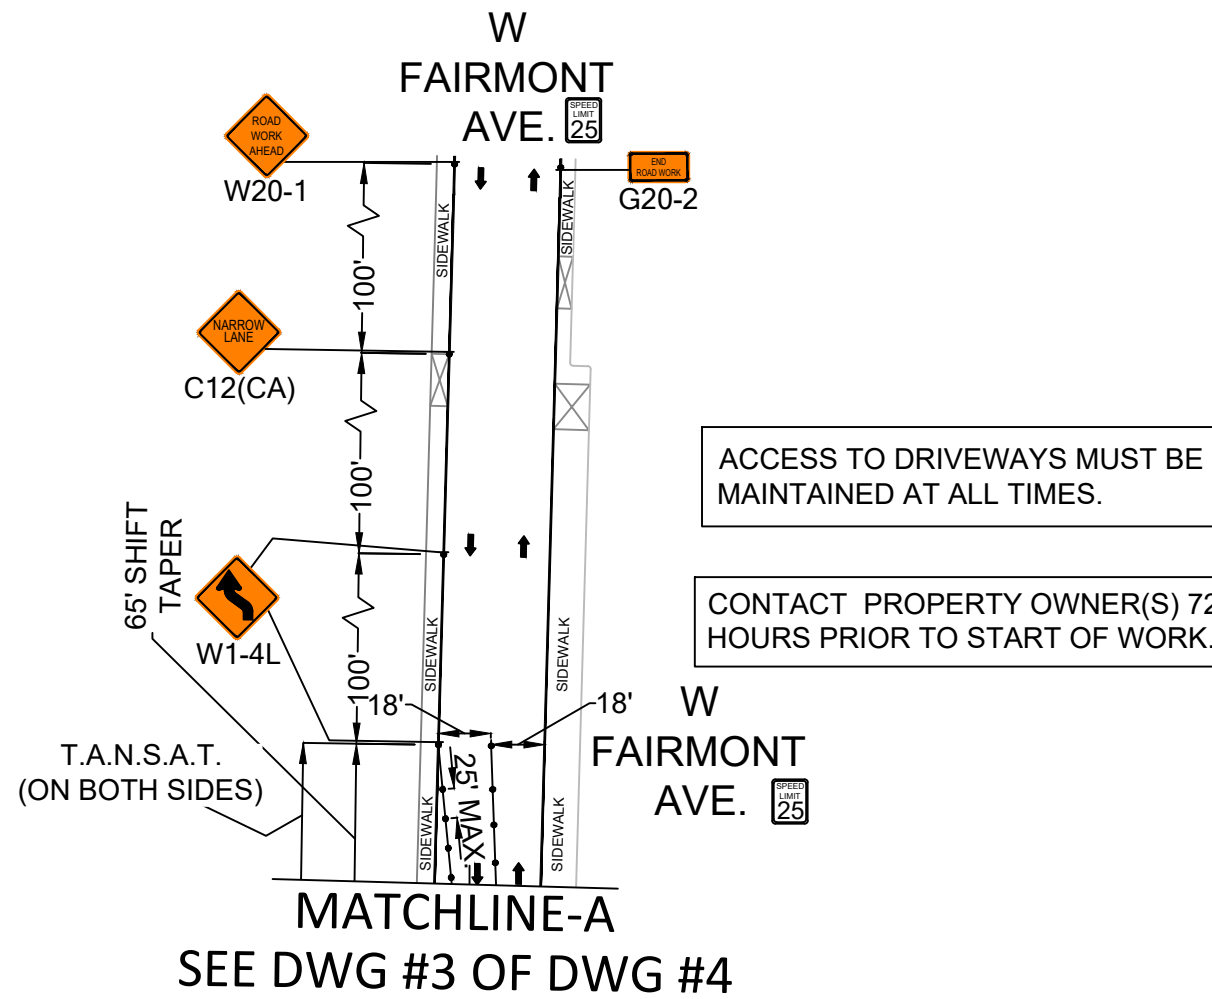 W
FAIRMONT
AVE.
SPEED
LIMIT
25
ROAD
WORK
AHEAD
W20-1
END
ROAD WORK
G20-2
SIDEWALK
SIDEWALK
100'
NARROW
LANE
C12(CA)
100'
ACCESS TO DRIVEWAYS MUST BE
MAINTAINED AT ALL TIMES.
65' SHIFT
TAPER
W1-4L
100'
SIDEWALK
SIDEWALK
CONTACT PROPERTY OWNER(S) 72
HOURS PRIOR TO START OF WORK.
18'
18'
W
FAIRMONT
AVE.
SPEED
LIMIT
25
T.A.N.S.A.T.
(ON BOTH SIDES)
25' MAX.
SIDEWALK
SIDEWALK
MATCHLINE-A
SEE DWG #3 OF DWG #4